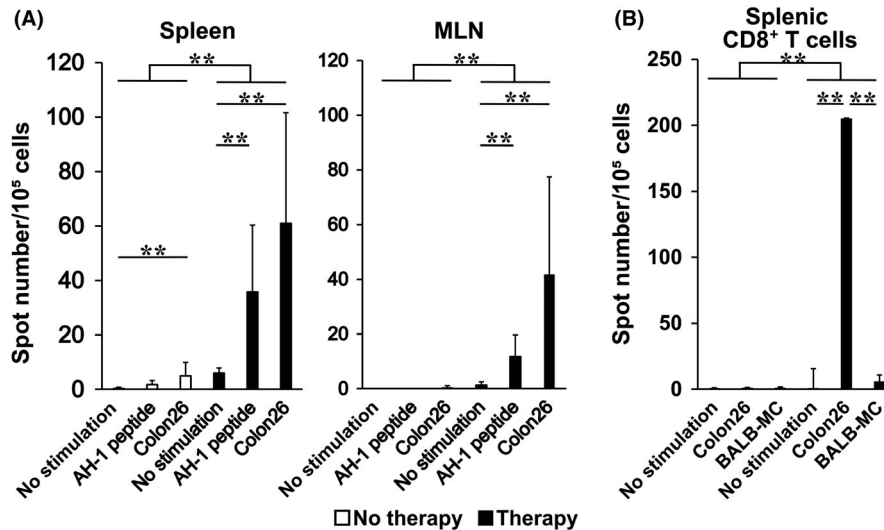 (A)
Spleen
Spot number/10⁵ cells
120
100
80
60
40
20
0
**
**
**
**
No stimulation
AH-1 peptide
Colon26
No stimulation
AH-1 peptide
Colon26
MLN
120
100
80
60
40
20
0
**
**
**
No stimulation
AH-1 peptide
Colon26
No stimulation
AH-1 peptide
Colon26
(B)
Splenic
CD8⁺ T cells
Spot number/10⁵ cells
250
200
150
100
50
0
**
** **
No stimulation
Colon26
BALB-MC
No stimulation
Colon26
BALB-MC
No therapy Therapy